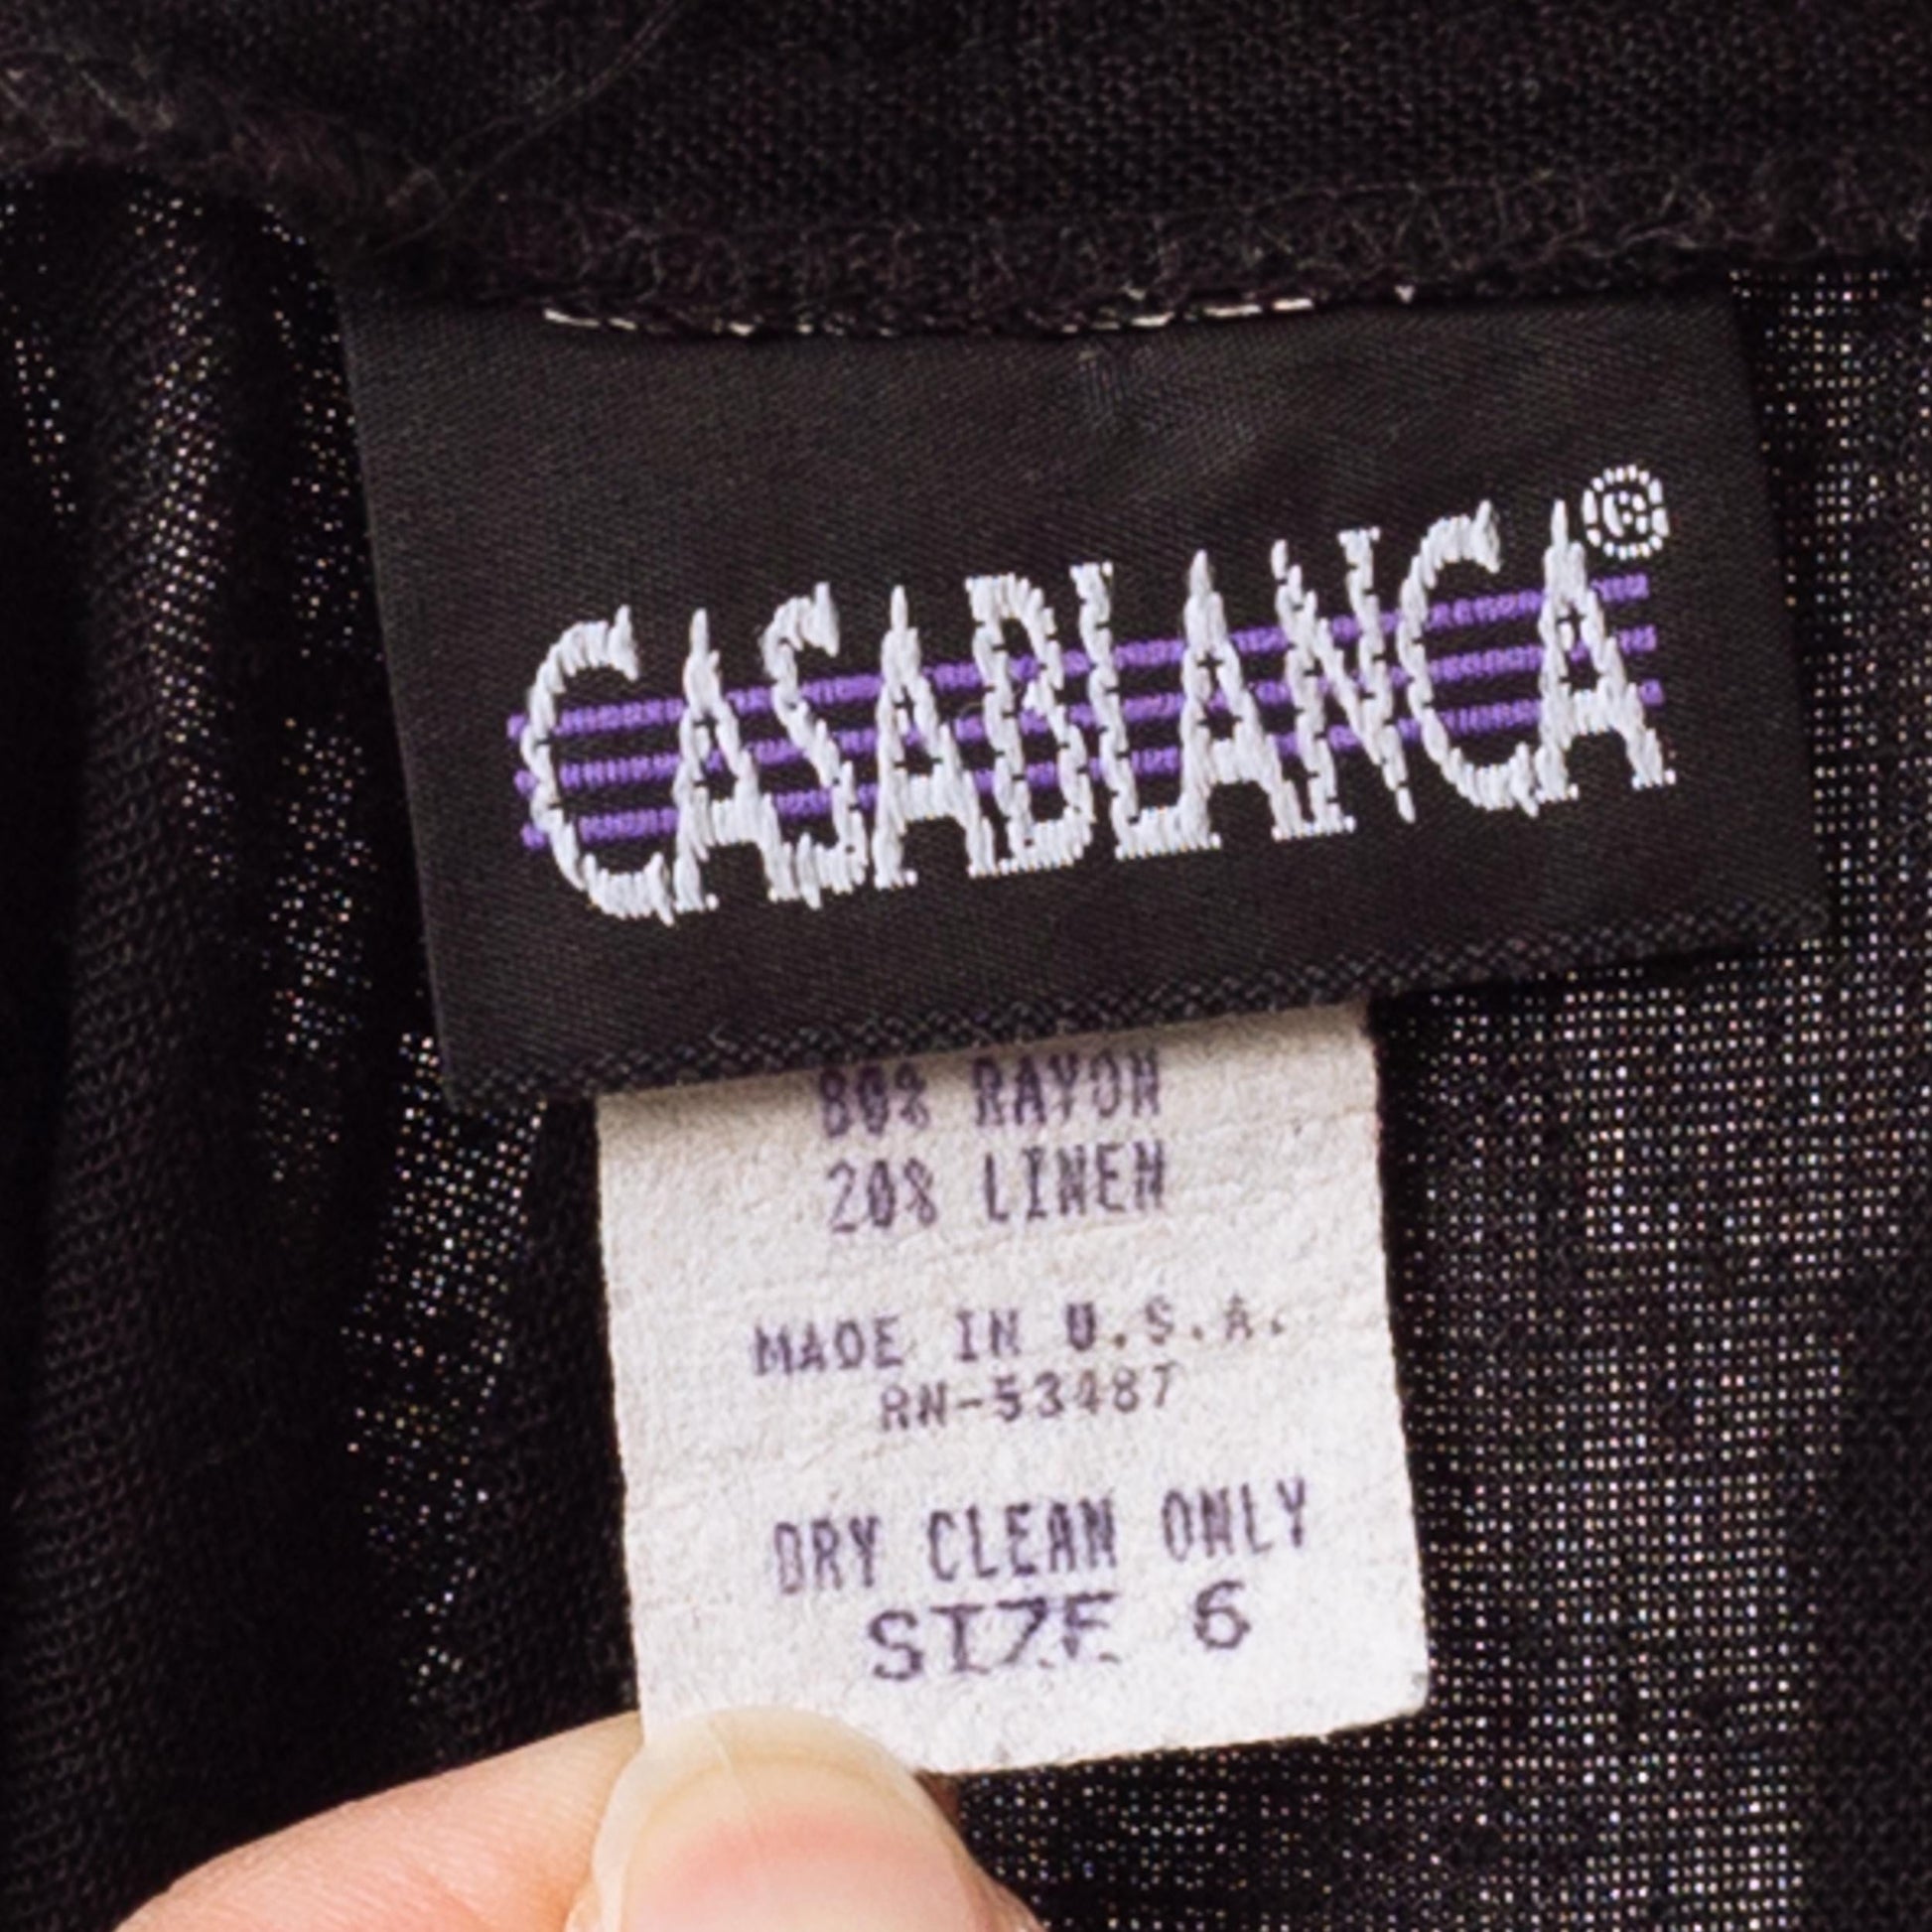 CASABLANCA®
80% RAYON
20% LINEN
MADE IN U.S.A.
RN-53487
DRY CLEAN ONLY
SIZE 6